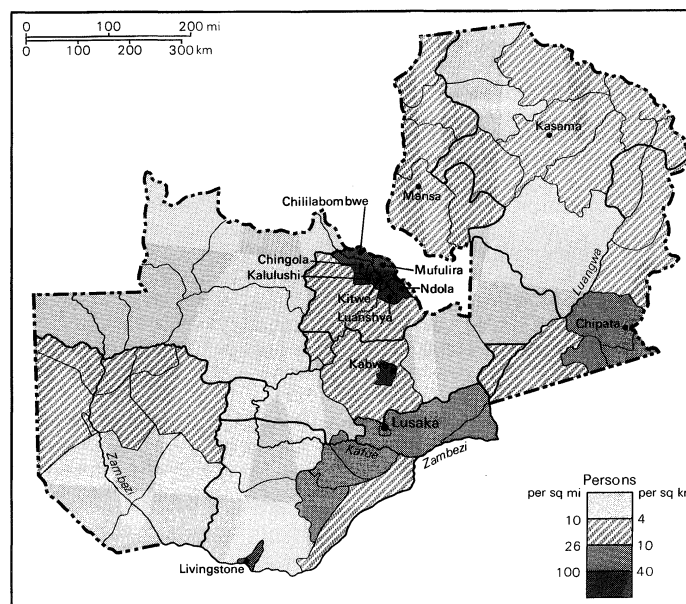 0 100 200 mi
0 100 200 300 km
Kasama
Mansa
Chililabombwe
Chingola
Mufulira
Kalulushi
Ndola
Kitwe
Luanshya
Luangwa
Chipata
Kabwe
Lusaka
Kafue
Zambezi
Zambezi
Livingstone
Persons
per sq mi per sq km
10 4
26 10
100 40